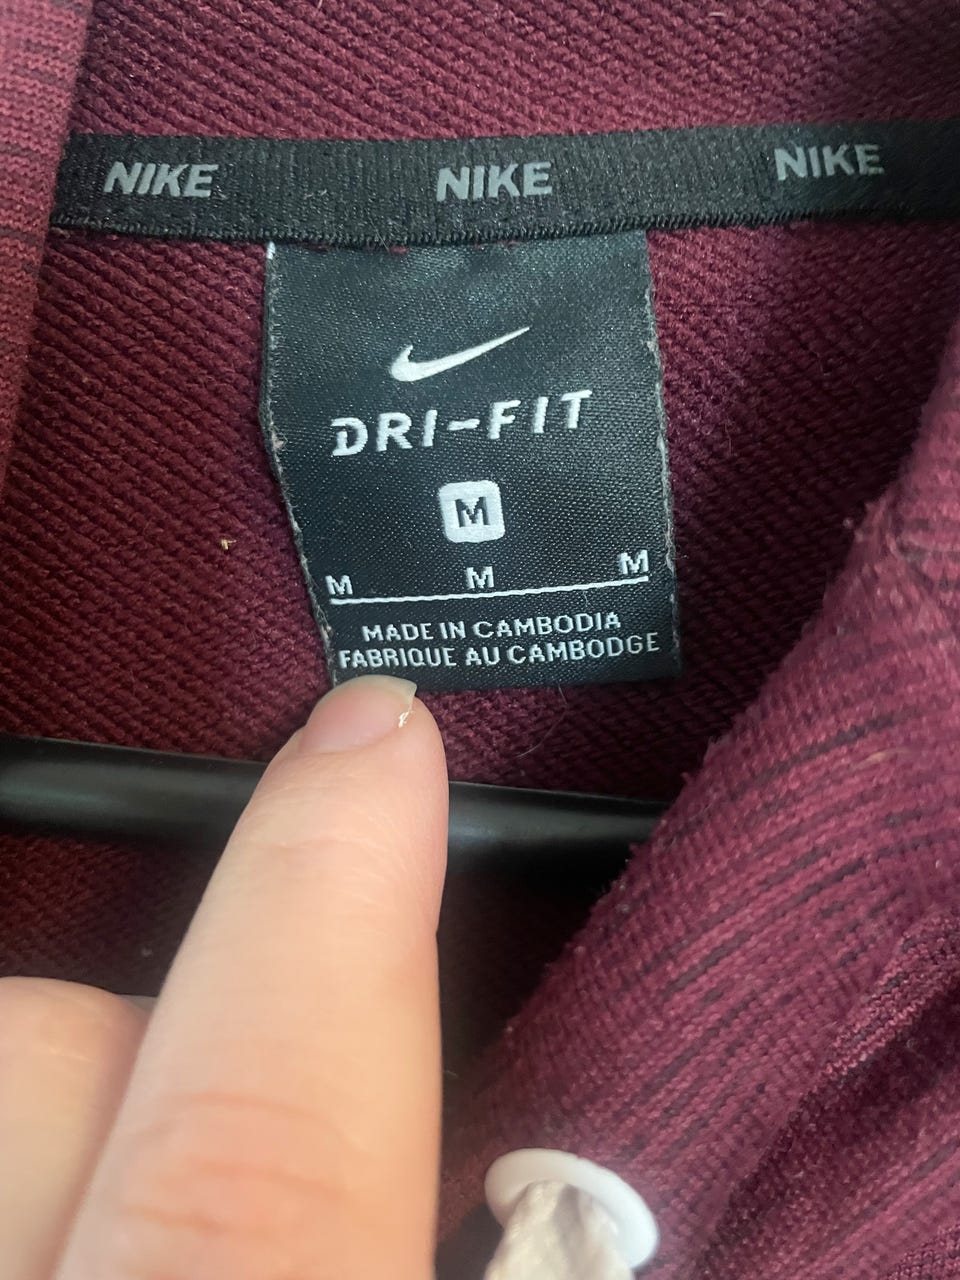 NIKE NIKE NIKE
DRI-FIT
M
M M M
MADE IN CAMBODIA
FABRIQUE AU CAMBODGE